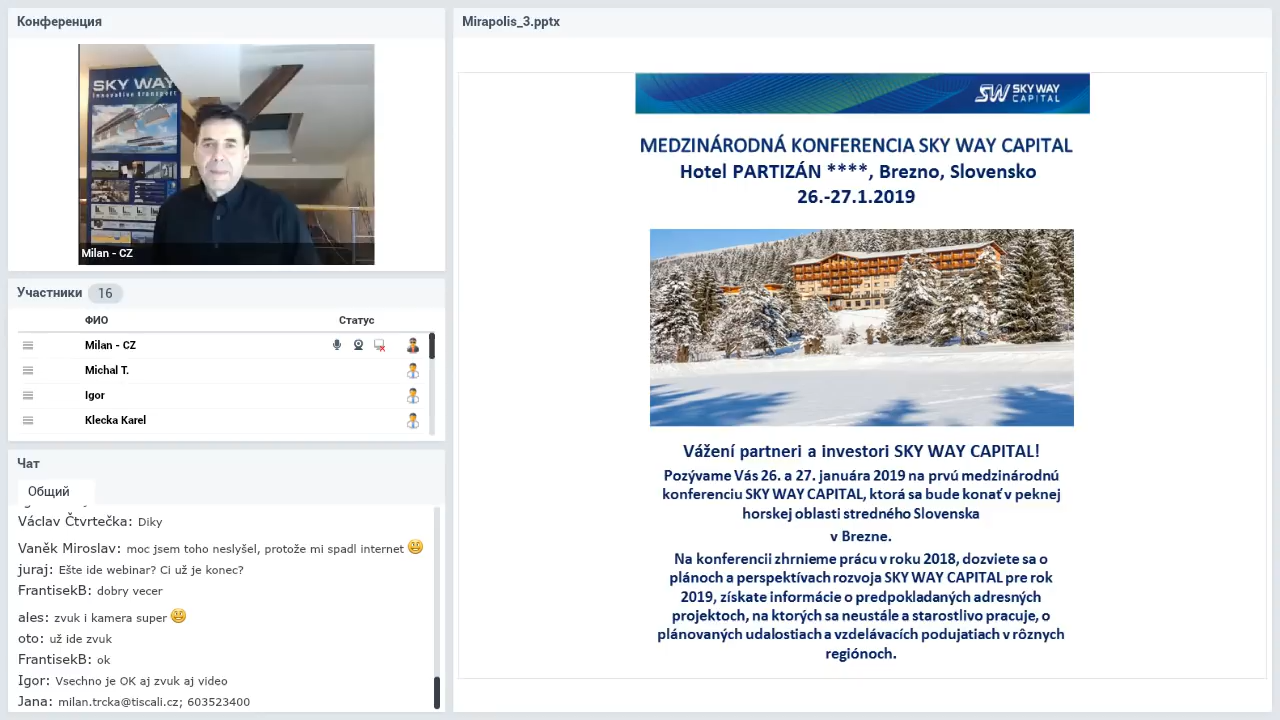 Конференция
SKY WAY
Innovative transport
Milan - CZ
Участники 16
ФИО Статус
Milan - CZ
Michal T.
Igor
Klecka Karel
Чат
Общий
Václav Čtvrtečka: Diky
Vaněk Miroslav: moc jsem toho neslyšel, protože mi spadl internet
juraj: Ešte ide webinar? Ci už je konec?
FrantisekB: dobry vecer
ales: zvuk i kamera super
oto: už ide zvuk
FrantisekB: ok
Igor: Vsechno je OK aj zvuk aj video
Jana: milan.trcka@tiscali.cz; 603523400
Mirapolis_3.pptx
SW SKY WAY
CAPITAL
MEDZINÁRODNÁ KONFERENCIA SKY WAY CAPITAL
Hotel PARTIZÁN ****, Brezno, Slovensko
26.-27.1.2019
Vážení partneri a investori SKY WAY CAPITAL!
Pozývame Vás 26. a 27. januára 2019 na prvú medzinárodnú
konferenciu SKY WAY CAPITAL, ktorá sa bude konať v peknej
horskej oblasti stredného Slovenska
v Brezne.
Na konferencii zhrnieme prácu v roku 2018, dozviete sa o
plánoch a perspektívach rozvoja SKY WAY CAPITAL pre rok
2019, získate informácie o predpokladaných adresných
projektoch, na ktorých sa neustále a starostlivo pracuje, o
plánovaných udalostiach a vzdelávacích podujatiach v rôznych
regiónoch.